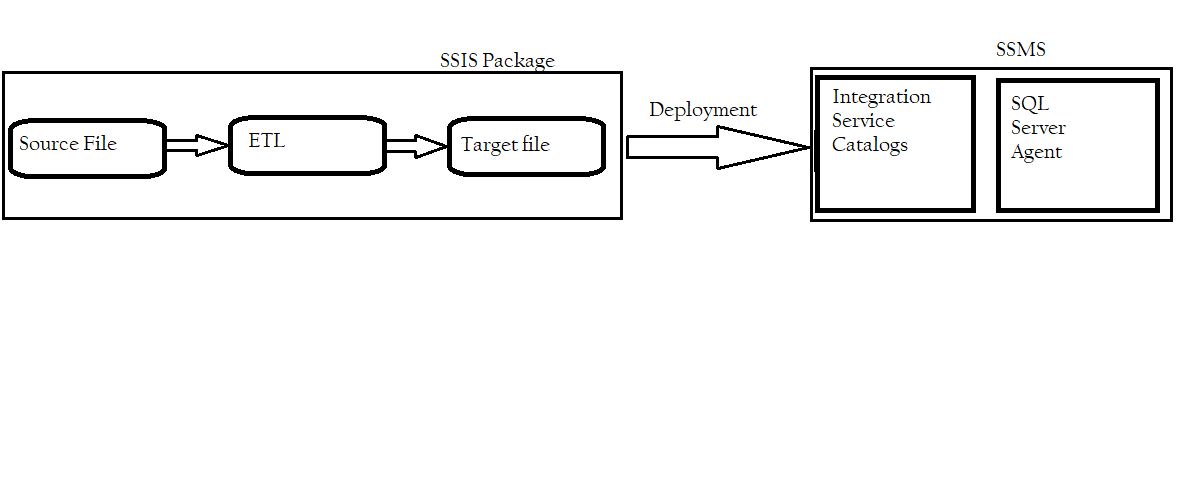 SSIS Package
SSMS
Source File
ETL
Target file
Deployment
Integration
Service
Catalogs
SQL
Server
Agent